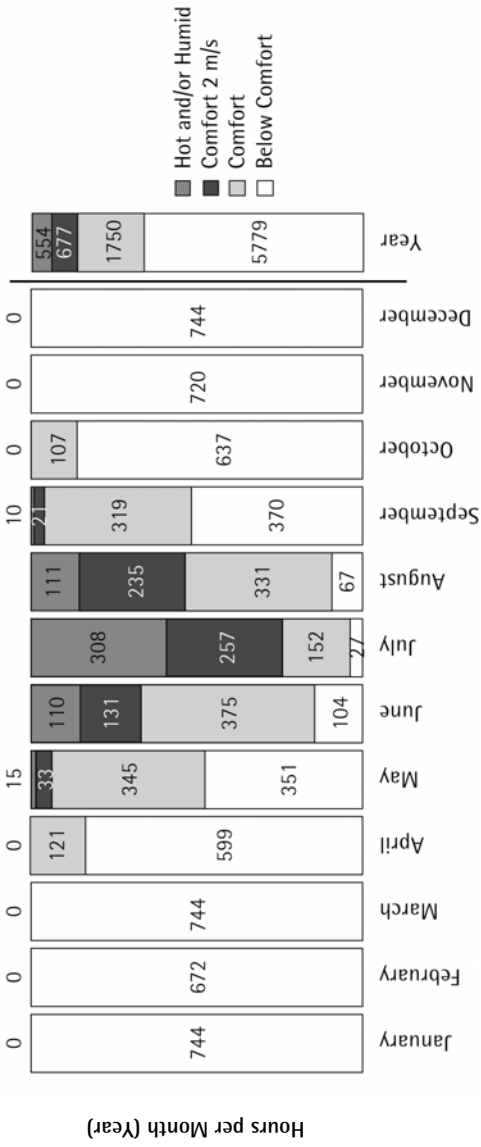 Hours per Month (Year)
0
744
January
0
672
February
0
744
March
0
121
599
April
15
33
345
351
May
110
131
375
104
June
308
257
152
27
July
111
235
331
67
August
10
21
319
370
September
0
107
637
October
0
720
November
0
744
December
554
677
1750
5779
Year
Hot and/or Humid
Comfort 2 m/s
Comfort
Below Comfort